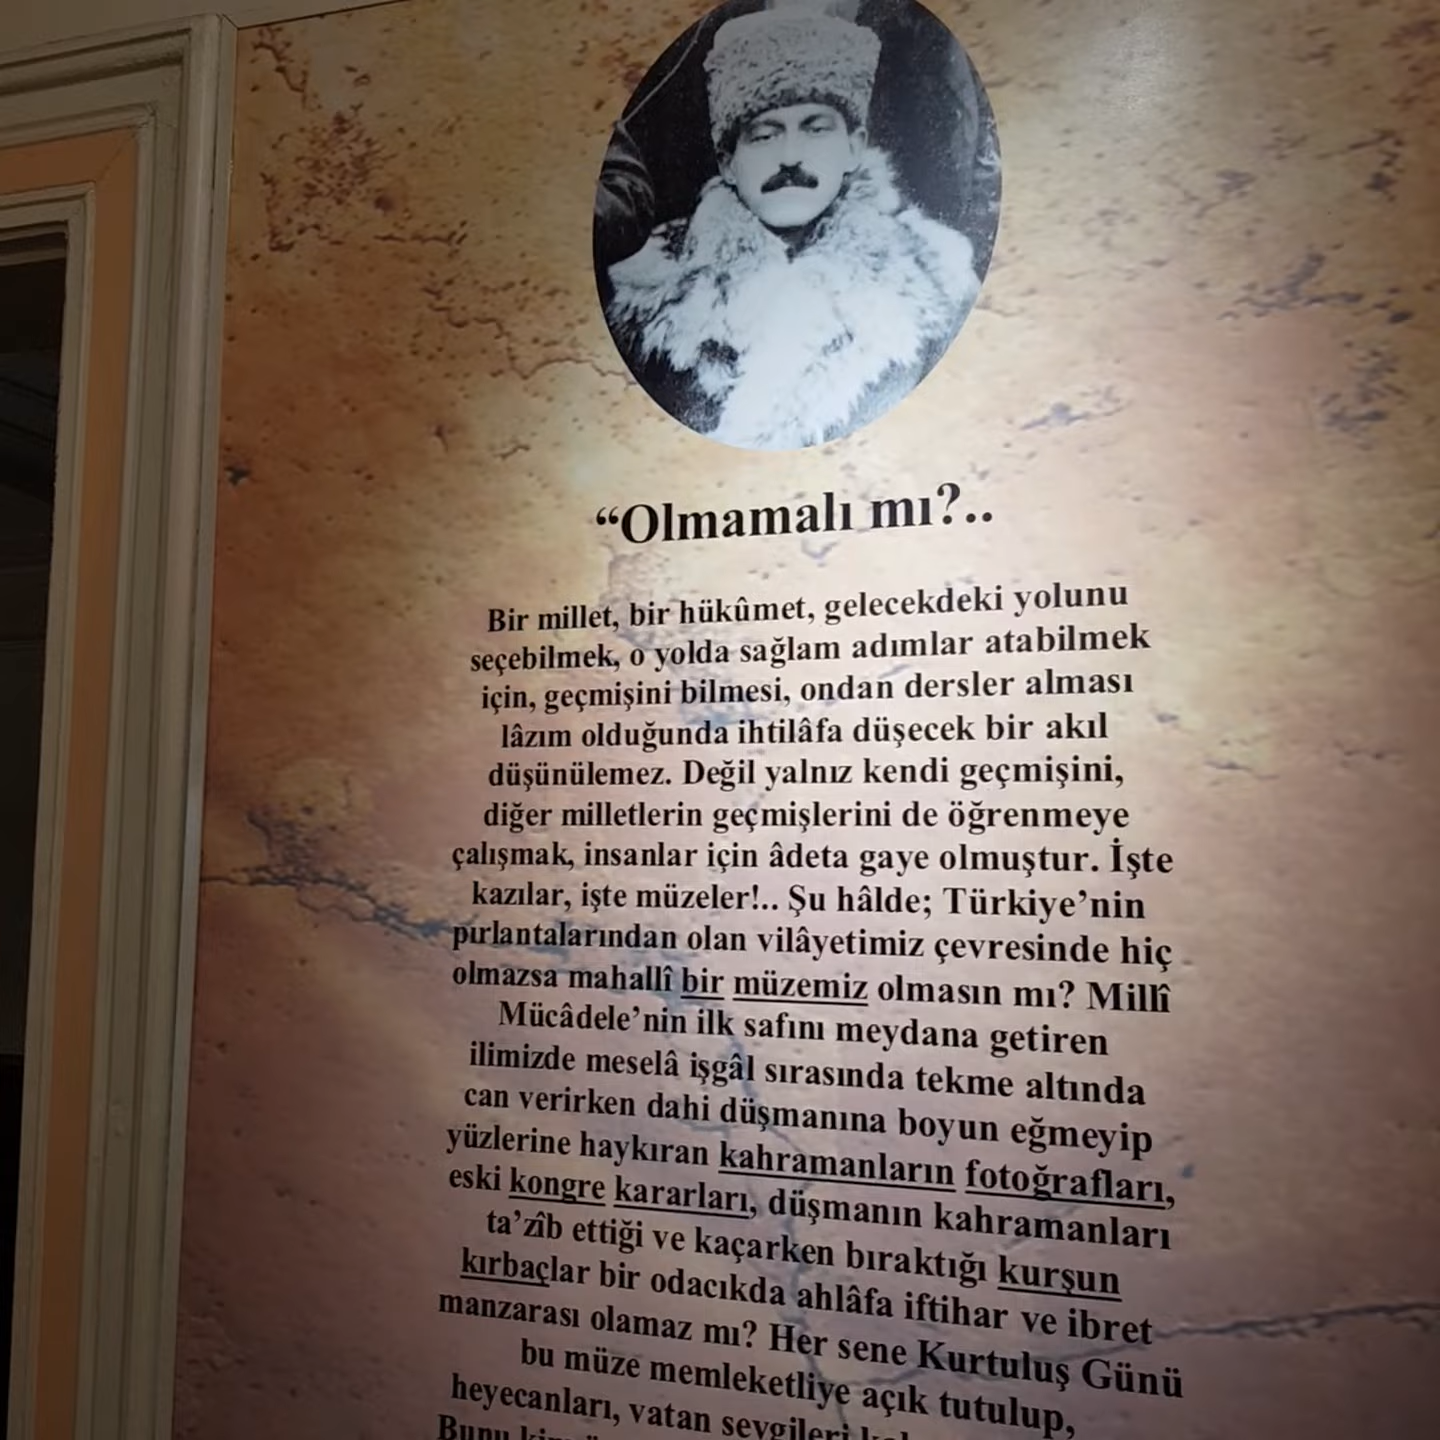 “Olmamalı mı?..
Bir millet, bir hükûmet, gelecekdeki yolunu
seçebilmek, o yolda sağlam adımlar atabilmek
için, geçmişini bilmesi, ondan dersler alması
lâzım olduğunda ihtilâfa düşecek bir akıl
düşünülemez. Değil yalnız kendi geçmişini,
diğer milletlerin geçmişlerini de öğrenmeye
çalışmak, insanlar için âdeta gaye olmuştur. İşte
kazılar, işte müzeler!.. Şu hâlde; Türkiye’nin
pırlantalarından olan vilâyetimiz çevresinde hiç
olmazsa mahallî bir müzemiz olmasın mı? Millî
Mücâdele’nin ilk safını meydana getiren
ilimizde meselâ işgâl sırasında tekme altında
can verirken dahi düşmanına boyun eğmeyip
yüzlerine haykıran kahramanların fotoğrafları,
eski kongre kararları, düşmanın kahramanları
ta’zîb ettiği ve kaçarken bıraktığı kurşun
kırbaçlar bir odacıkda ahlâfa iftihar ve ibret
manzarası olamaz mı? Her sene Kurtuluş Günü
bu müze memleketliye açık tutulup,
heyecanları, vatan sevgileri
Bunu